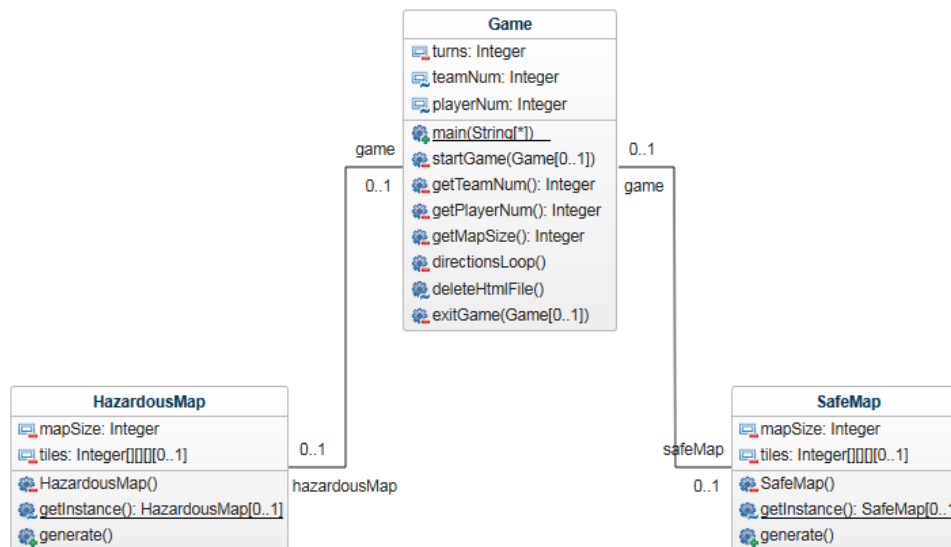 Game
turns: Integer
teamNum: Integer
playerNum: Integer
main(String[*])
startGame(Game[0..1])
getTeamNum(): Integer
getPlayerNum(): Integer
getMapSize(): Integer
directionsLoop()
deleteHtmlFile()
exitGame(Game[0..1])
game
0..1
0..1
game
HazardousMap
mapSize: Integer
tiles: Integer[][][][0..1]
HazardousMap()
getInstance(): HazardousMap[0..1]
generate()
0..1
hazardousMap
safeMap
0..1
SafeMap
mapSize: Integer
tiles: Integer[][][][0..1]
SafeMap()
getInstance(): SafeMap[0..1
generate()